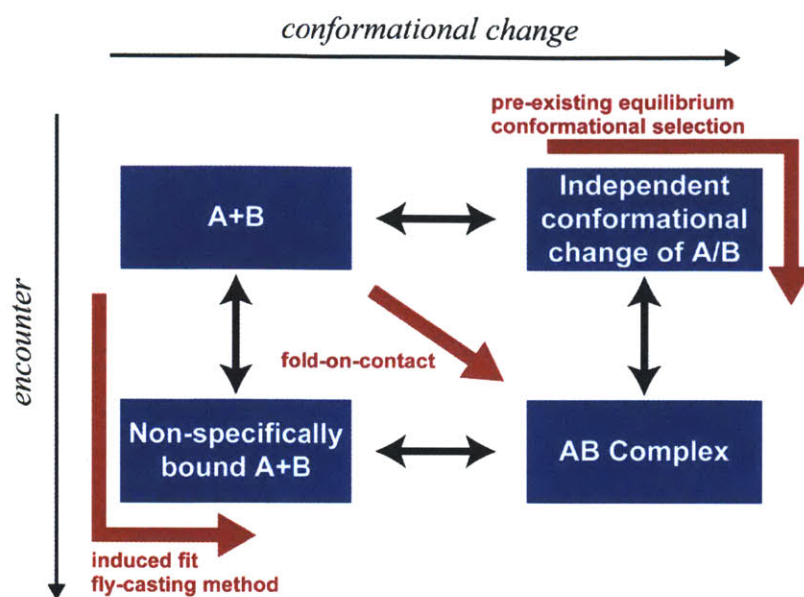 conformational change
pre-existing equilibrium
conformational selection
A+B
Independent
conformational
change of A/B
encounter
fold-on-contact
Non-specifically
bound A+B
AB Complex
induced fit
fly-casting method